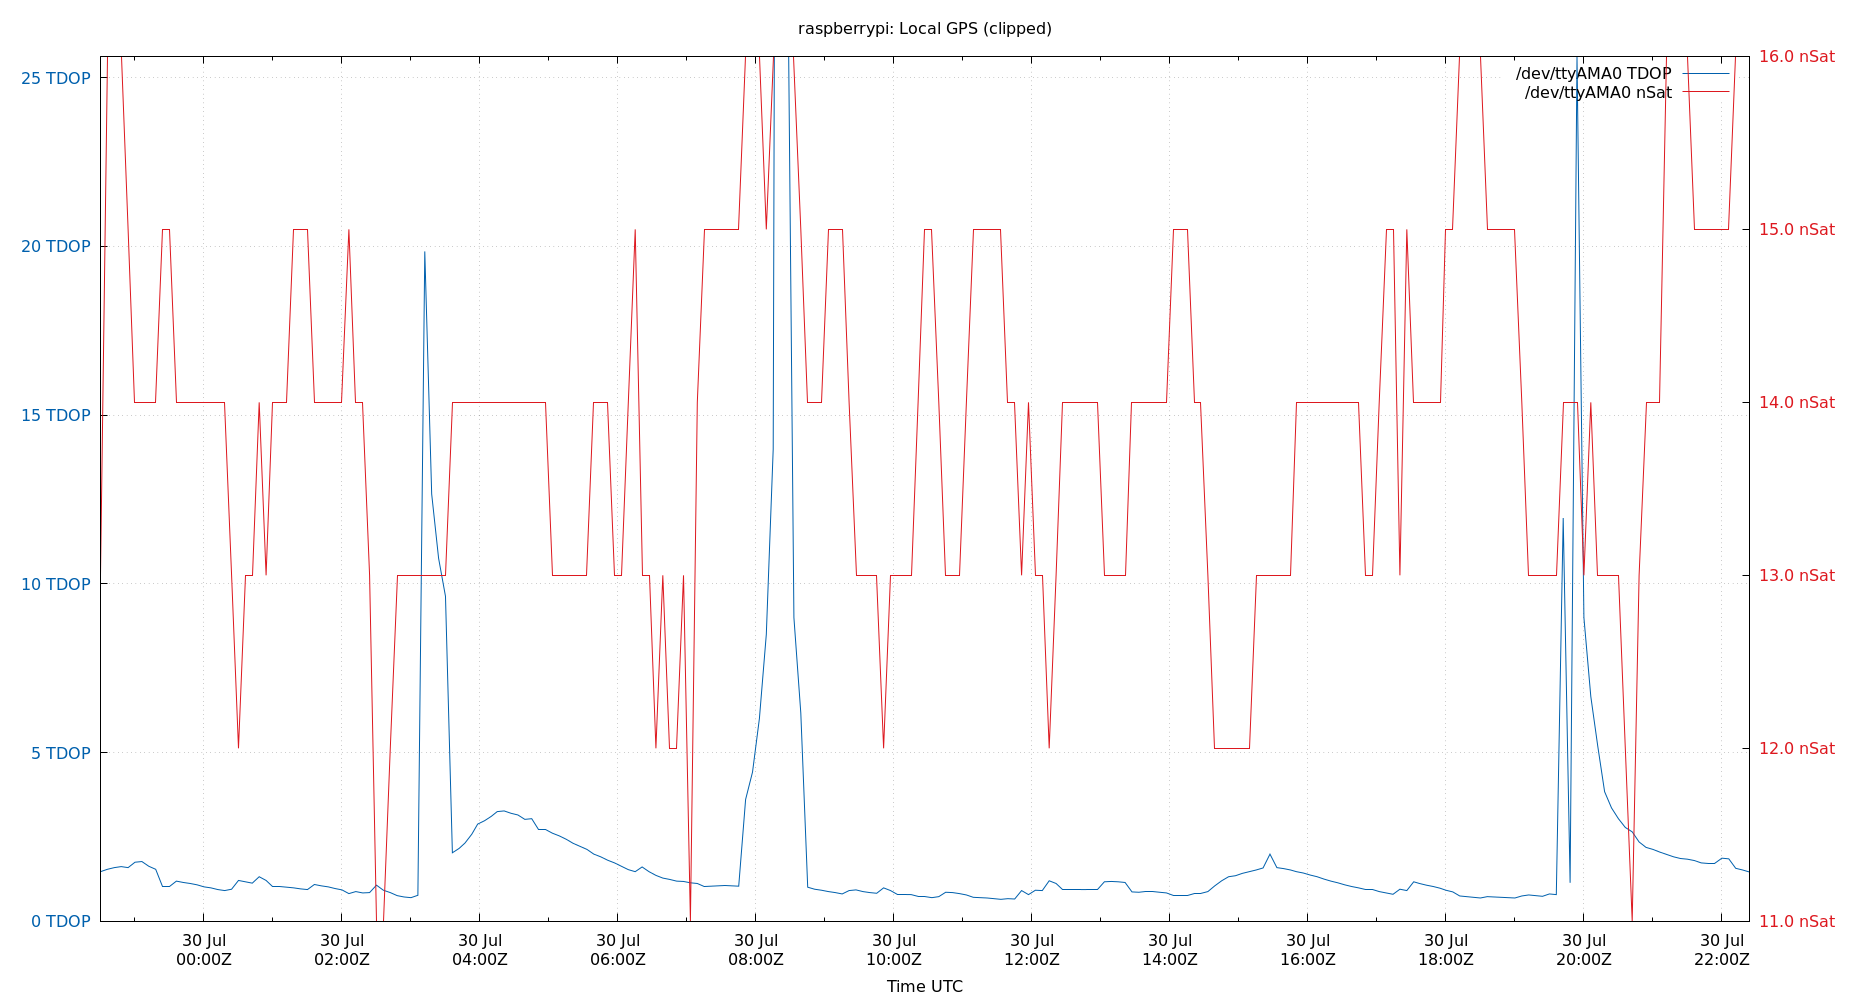 raspberrypi: Local GPS (clipped)
25 TDOP
20 TDOP
15 TDOP
10 TDOP
5 TDOP
0 TDOP
/dev/ttyAMA0 TDOP
/dev/ttyAMA0 nSat
16.0 nSat
15.0 nSat
14.0 nSat
13.0 nSat
12.0 nSat
11.0 nSat
30 Jul
00:00Z
30 Jul
02:00Z
30 Jul
04:00Z
30 Jul
06:00Z
30 Jul
08:00Z
30 Jul
10:00Z
30 Jul
12:00Z
30 Jul
14:00Z
30 Jul
16:00Z
30 Jul
18:00Z
30 Jul
20:00Z
30 Jul
22:00Z
Time UTC